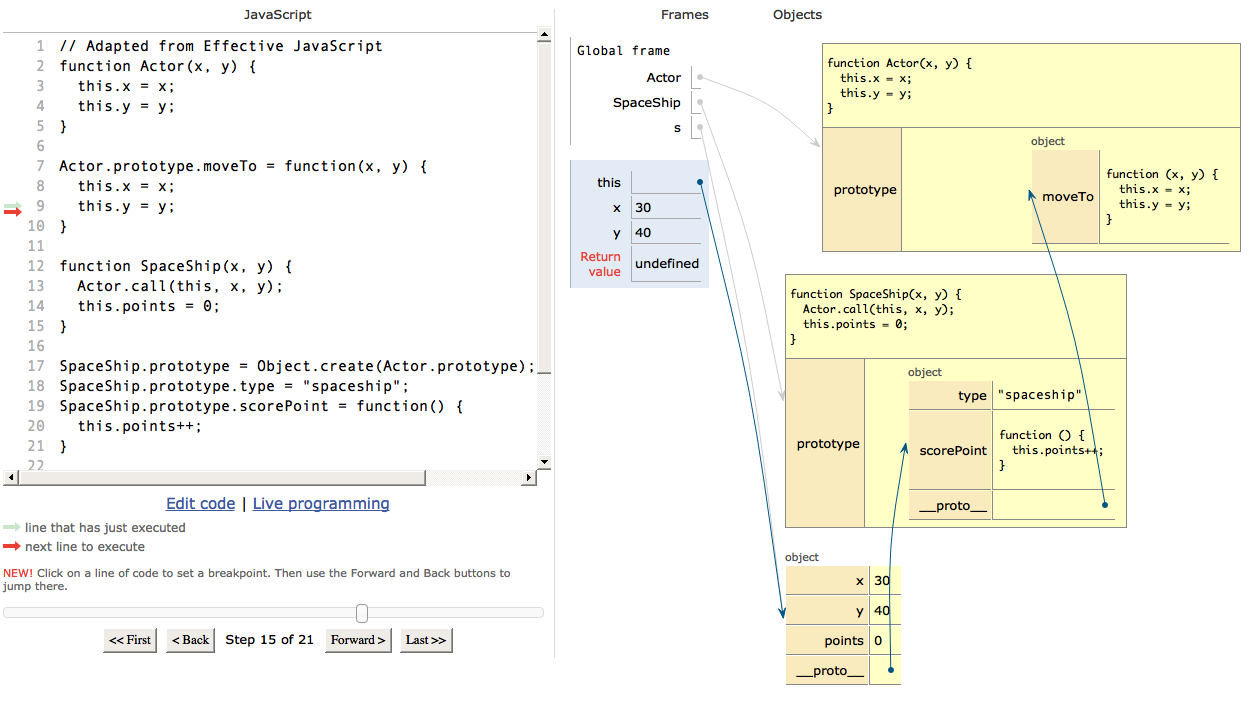 JavaScript
1 // Adapted from Effective JavaScript
2 function Actor(x, y) {
3 this.x = x;
4 this.y = y;
5 }
6
7 Actor.prototype.moveTo = function(x, y) {
8 this.x = x;
9 this.y = y;
10 }
11
12 function SpaceShip(x, y) {
13 Actor.call(this, x, y);
14 this.points = 0;
15 }
16
17 SpaceShip.prototype = Object.create(Actor.prototype);
18 SpaceShip.prototype.type = "spaceship";
19 SpaceShip.prototype.scorePoint = function() {
20 this.points++;
21 }
22
Edit code | Live programming
line that has just executed
next line to execute
NEW! Click on a line of code to set a breakpoint. Then use the Forward and Back buttons to
jump there.
<< First < Back Step 15 of 21 Forward > Last >>
Frames Objects
Global frame
Actor
SpaceShip
s
this
x 30
y 40
Return
value undefined
function Actor(x, y) {
this.x = x;
this.y = y;
}
prototype
object
moveTo
function (x, y) {
this.x = x;
this.y = y;
}
function SpaceShip(x, y) {
Actor.call(this, x, y);
this.points = 0;
}
prototype
object
type "spaceship"
scorePoint
function () {
this.points++;
}
__proto__
object
x 30
y 40
points 0
__proto__